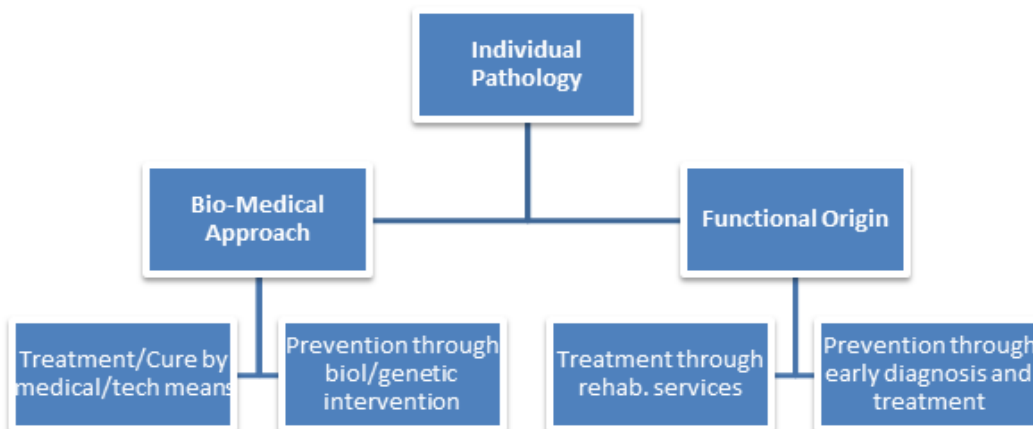 Individual
Pathology
Bio-Medical
Approach
Functional Origin
Treatment/Cure by
medical/tech means
Prevention through
biol/genetic
intervention
Treatment through
rehab. services
Prevention through
early diagnosis and
treatment